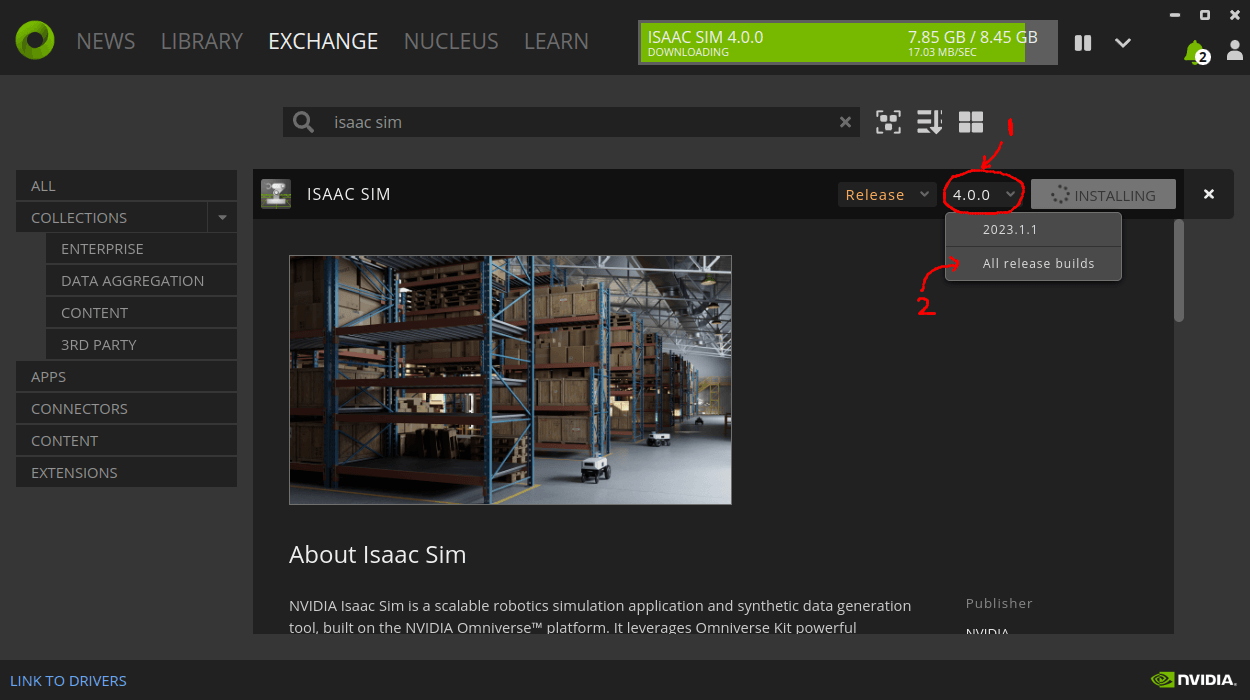 NEWS LIBRARY EXCHANGE NUCLEUS LEARN
ISAAC SIM 4.0.0 7.85 GB / 8.45 GB
DOWNLOADING 17.03 MB/SEC
2
isaac sim
1
ALL
COLLECTIONS
ENTERPRISE
DATA AGGREGATION
CONTENT
3RD PARTY
APPS
CONNECTORS
CONTENT
EXTENSIONS
ISAAC SIM Release 4.0.0 INSTALLING
2023.1.1
All release builds
2
About Isaac Sim
NVIDIA Isaac Sim is a scalable robotics simulation application and synthetic data generation
tool, built on the NVIDIA Omniverse™ platform. It leverages Omniverse Kit powerful
Publisher
NVIDIA
LINK TO DRIVERS
NVIDIA.